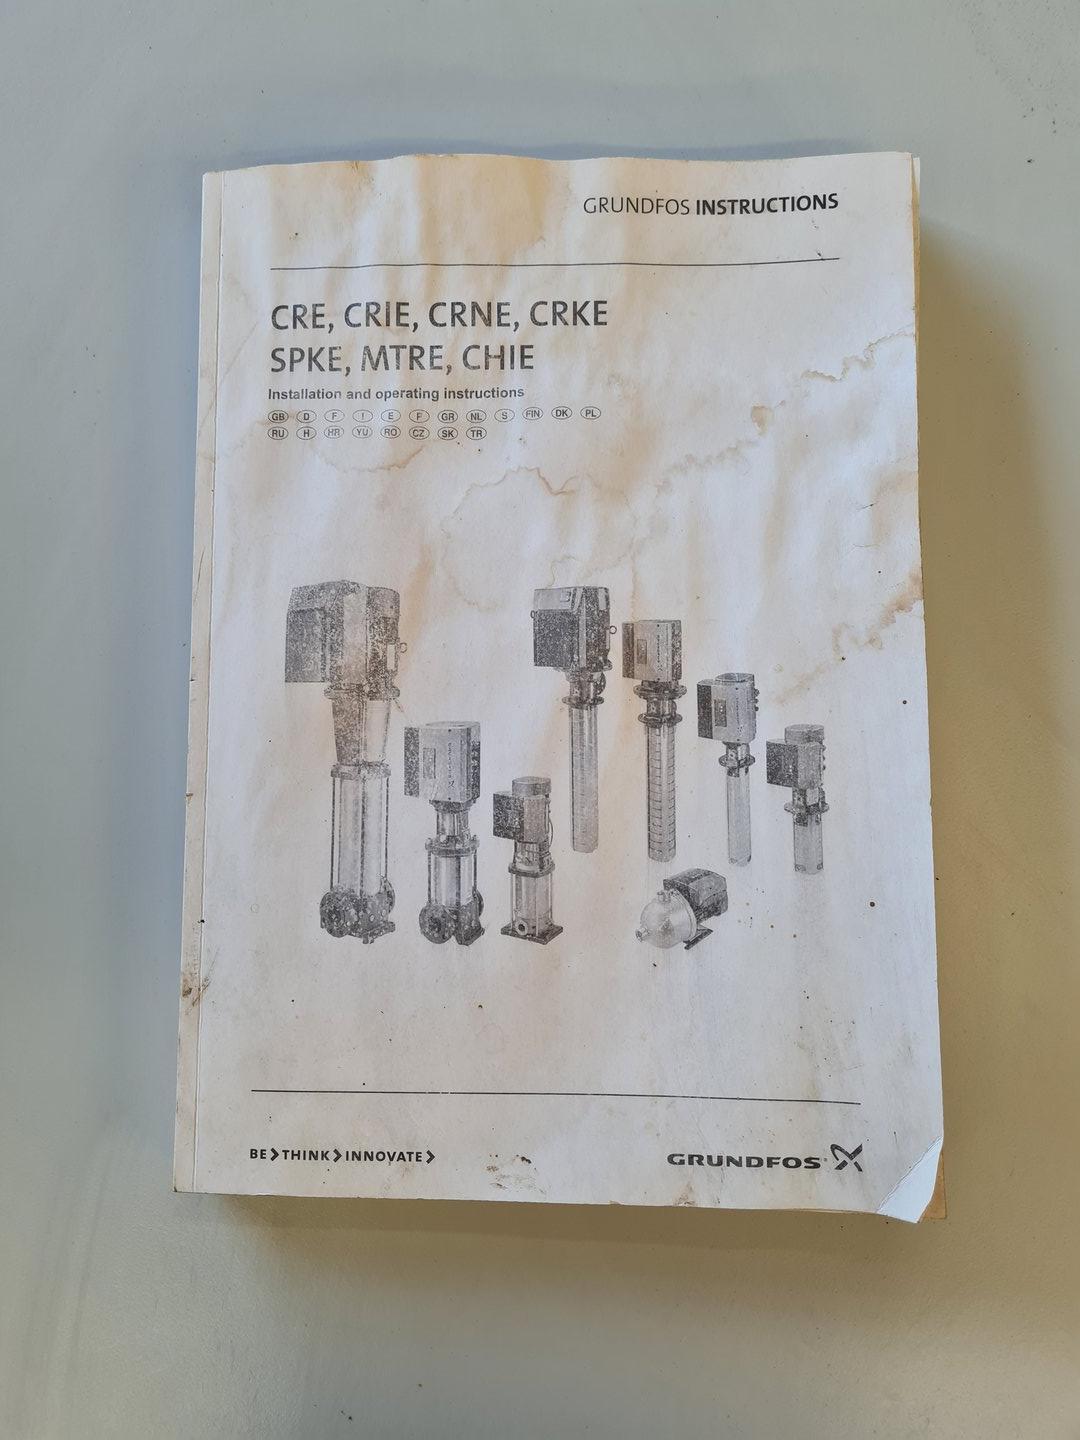 GRUNDFOS INSTRUCTIONS
CRE, CRIE, CRNE, CRKE
SPKE, MTRE, CHIE
Installation and operating instructions
GB D F I E P GR NL S FIN DK PL
RU H HR YU RO CZ SK TR
BE>THINK>INNOVATE>
GRUNDFOS